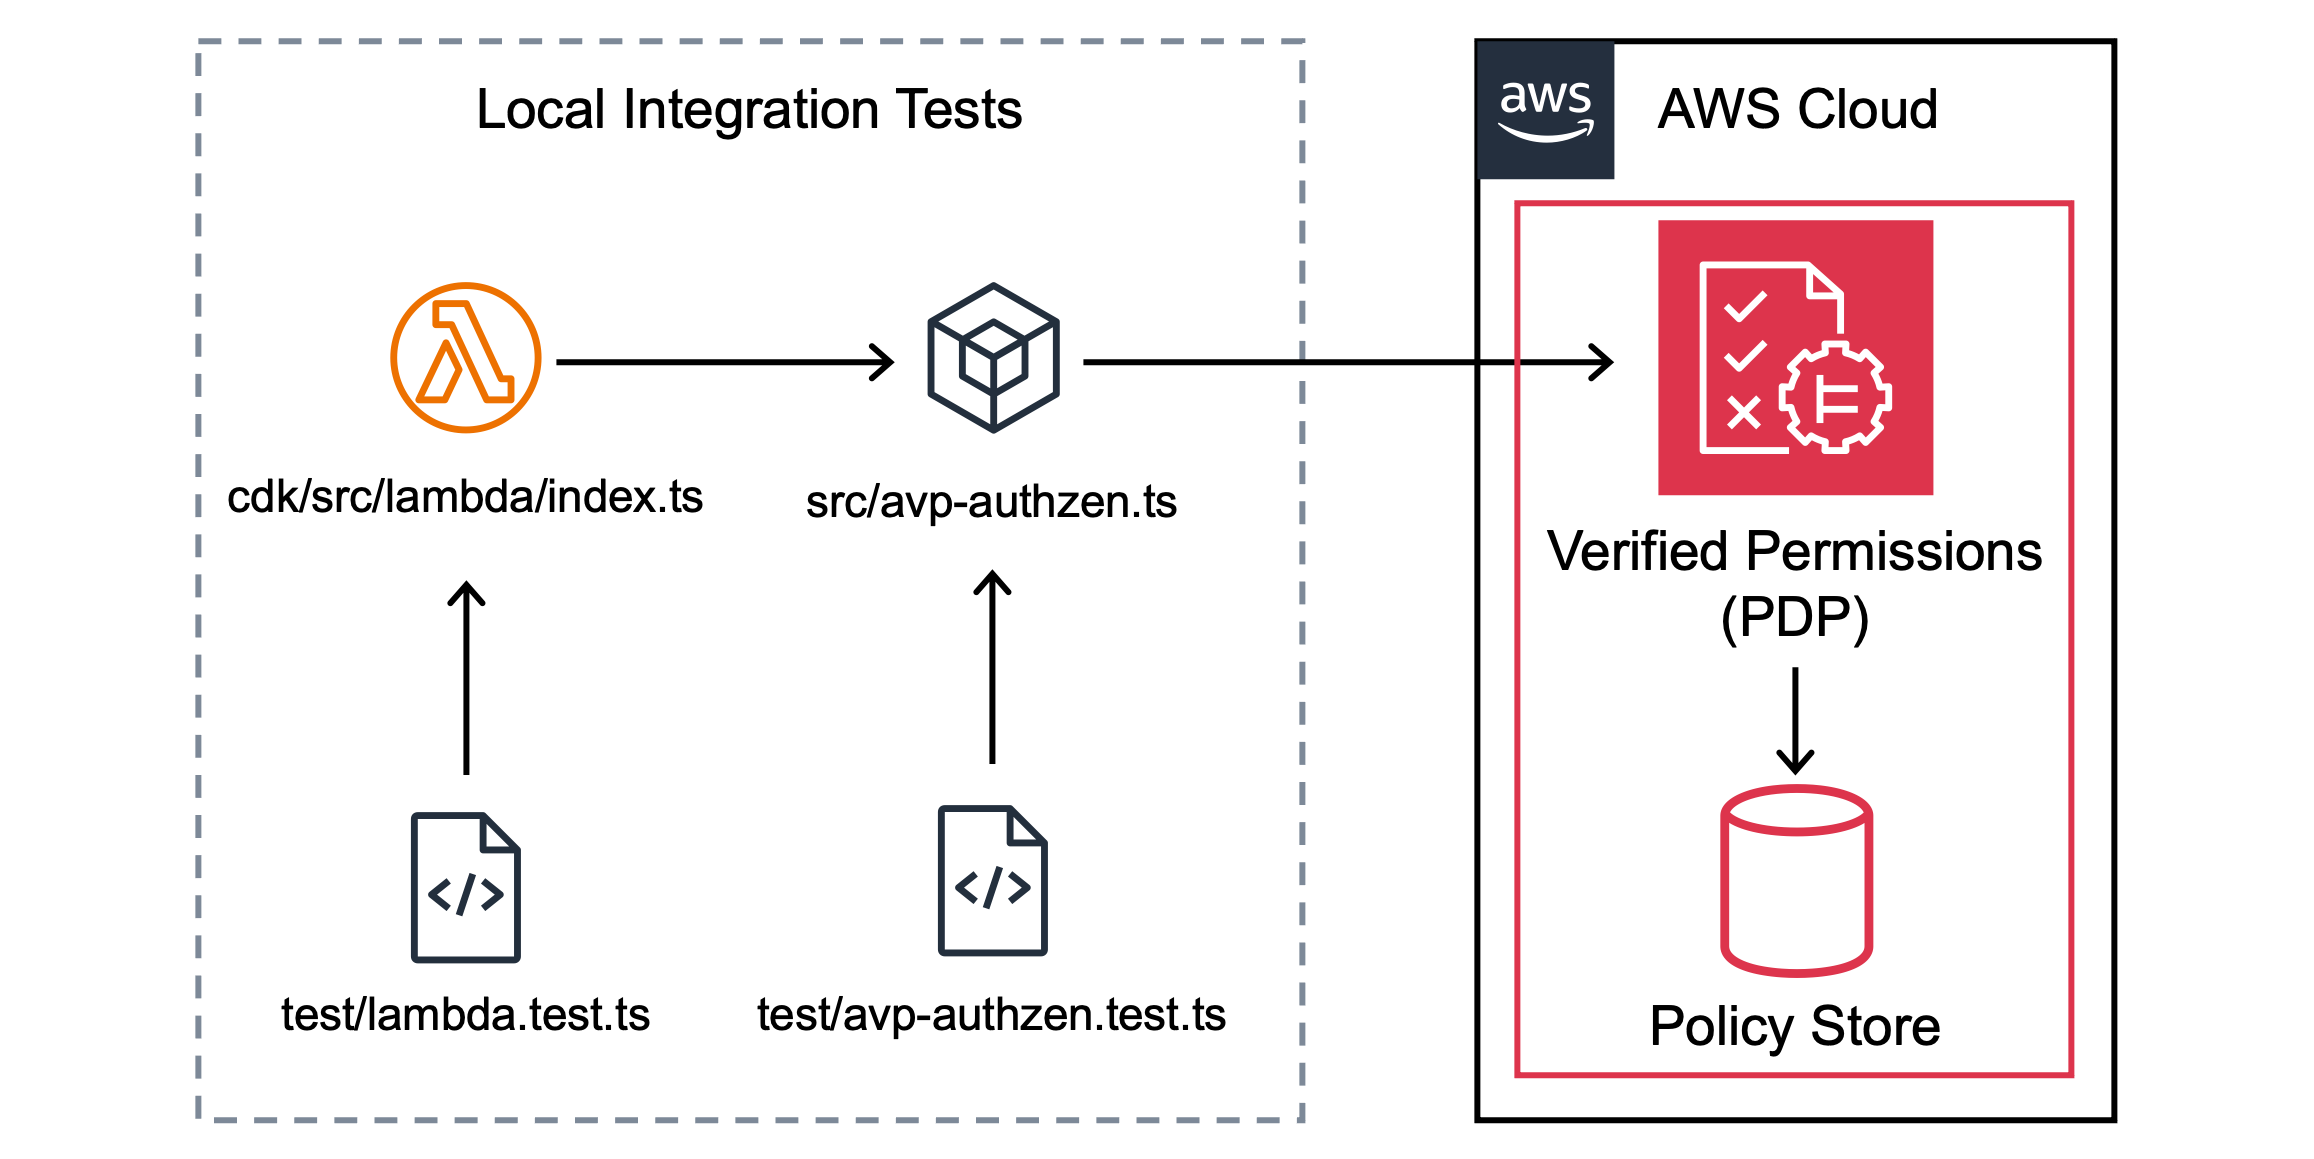 Local Integration Tests
aws
AWS Cloud
cdk/src/lambda/index.ts
src/avp-authzen.ts
Verified Permissions
(PDP)
</>
</>
test/lambda.test.ts
test/avp-authzen.test.ts
Policy Store